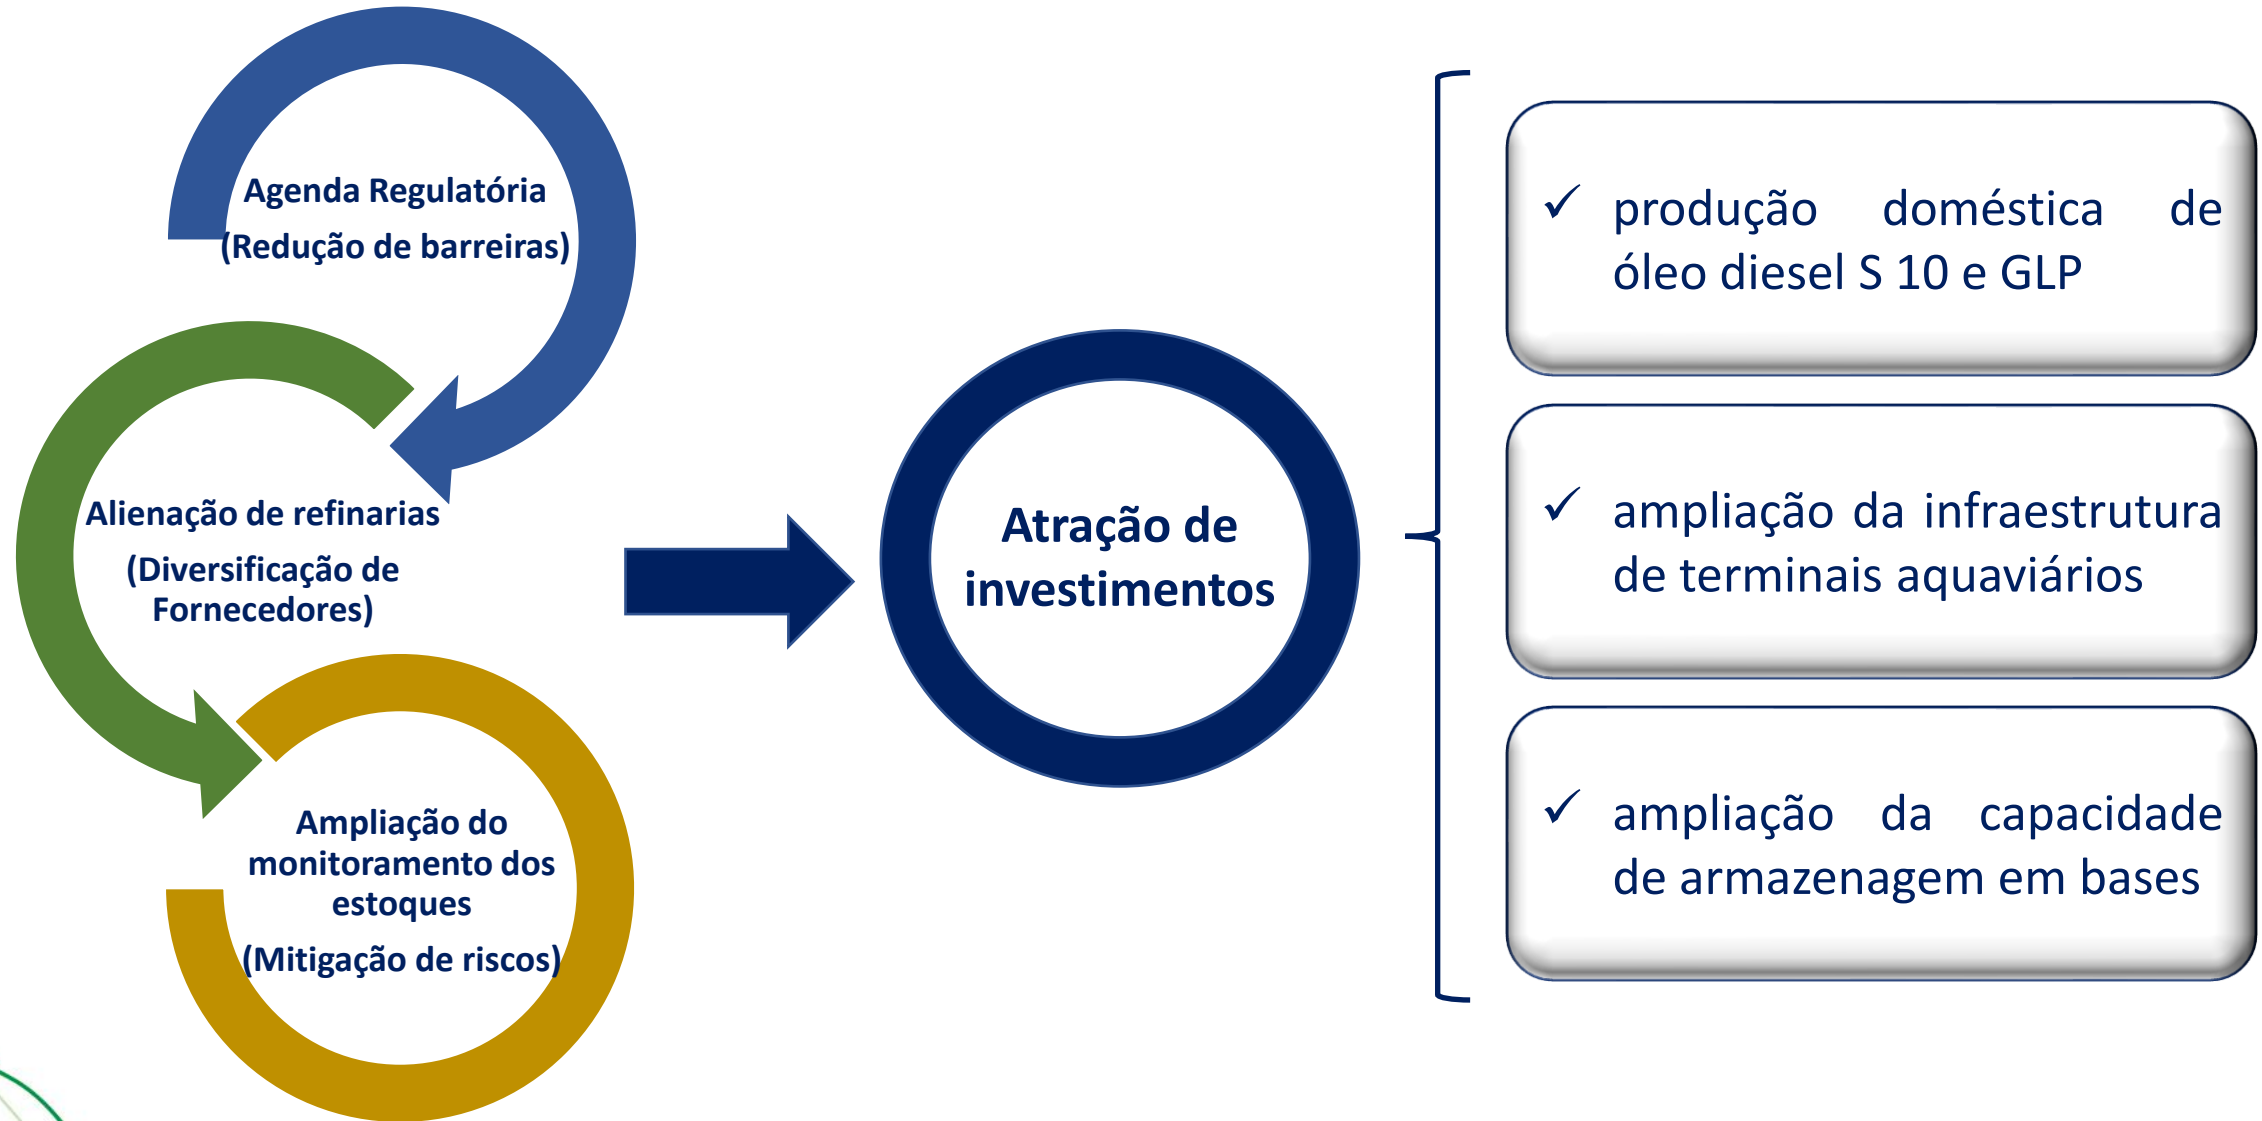 Agenda Regulatória
(Redução de barreiras)
Alienação de refinarias
(Diversificação de
Fornecedores)
Ampliação do
monitoramento dos
estoques
(Mitigação de riscos)
Atração de
investimentos
✓ produção doméstica de
óleo diesel S 10 e GLP
✓ ampliação da infraestrutura
de terminais aquaviários
✓ ampliação da capacidade
de armazenagem em bases